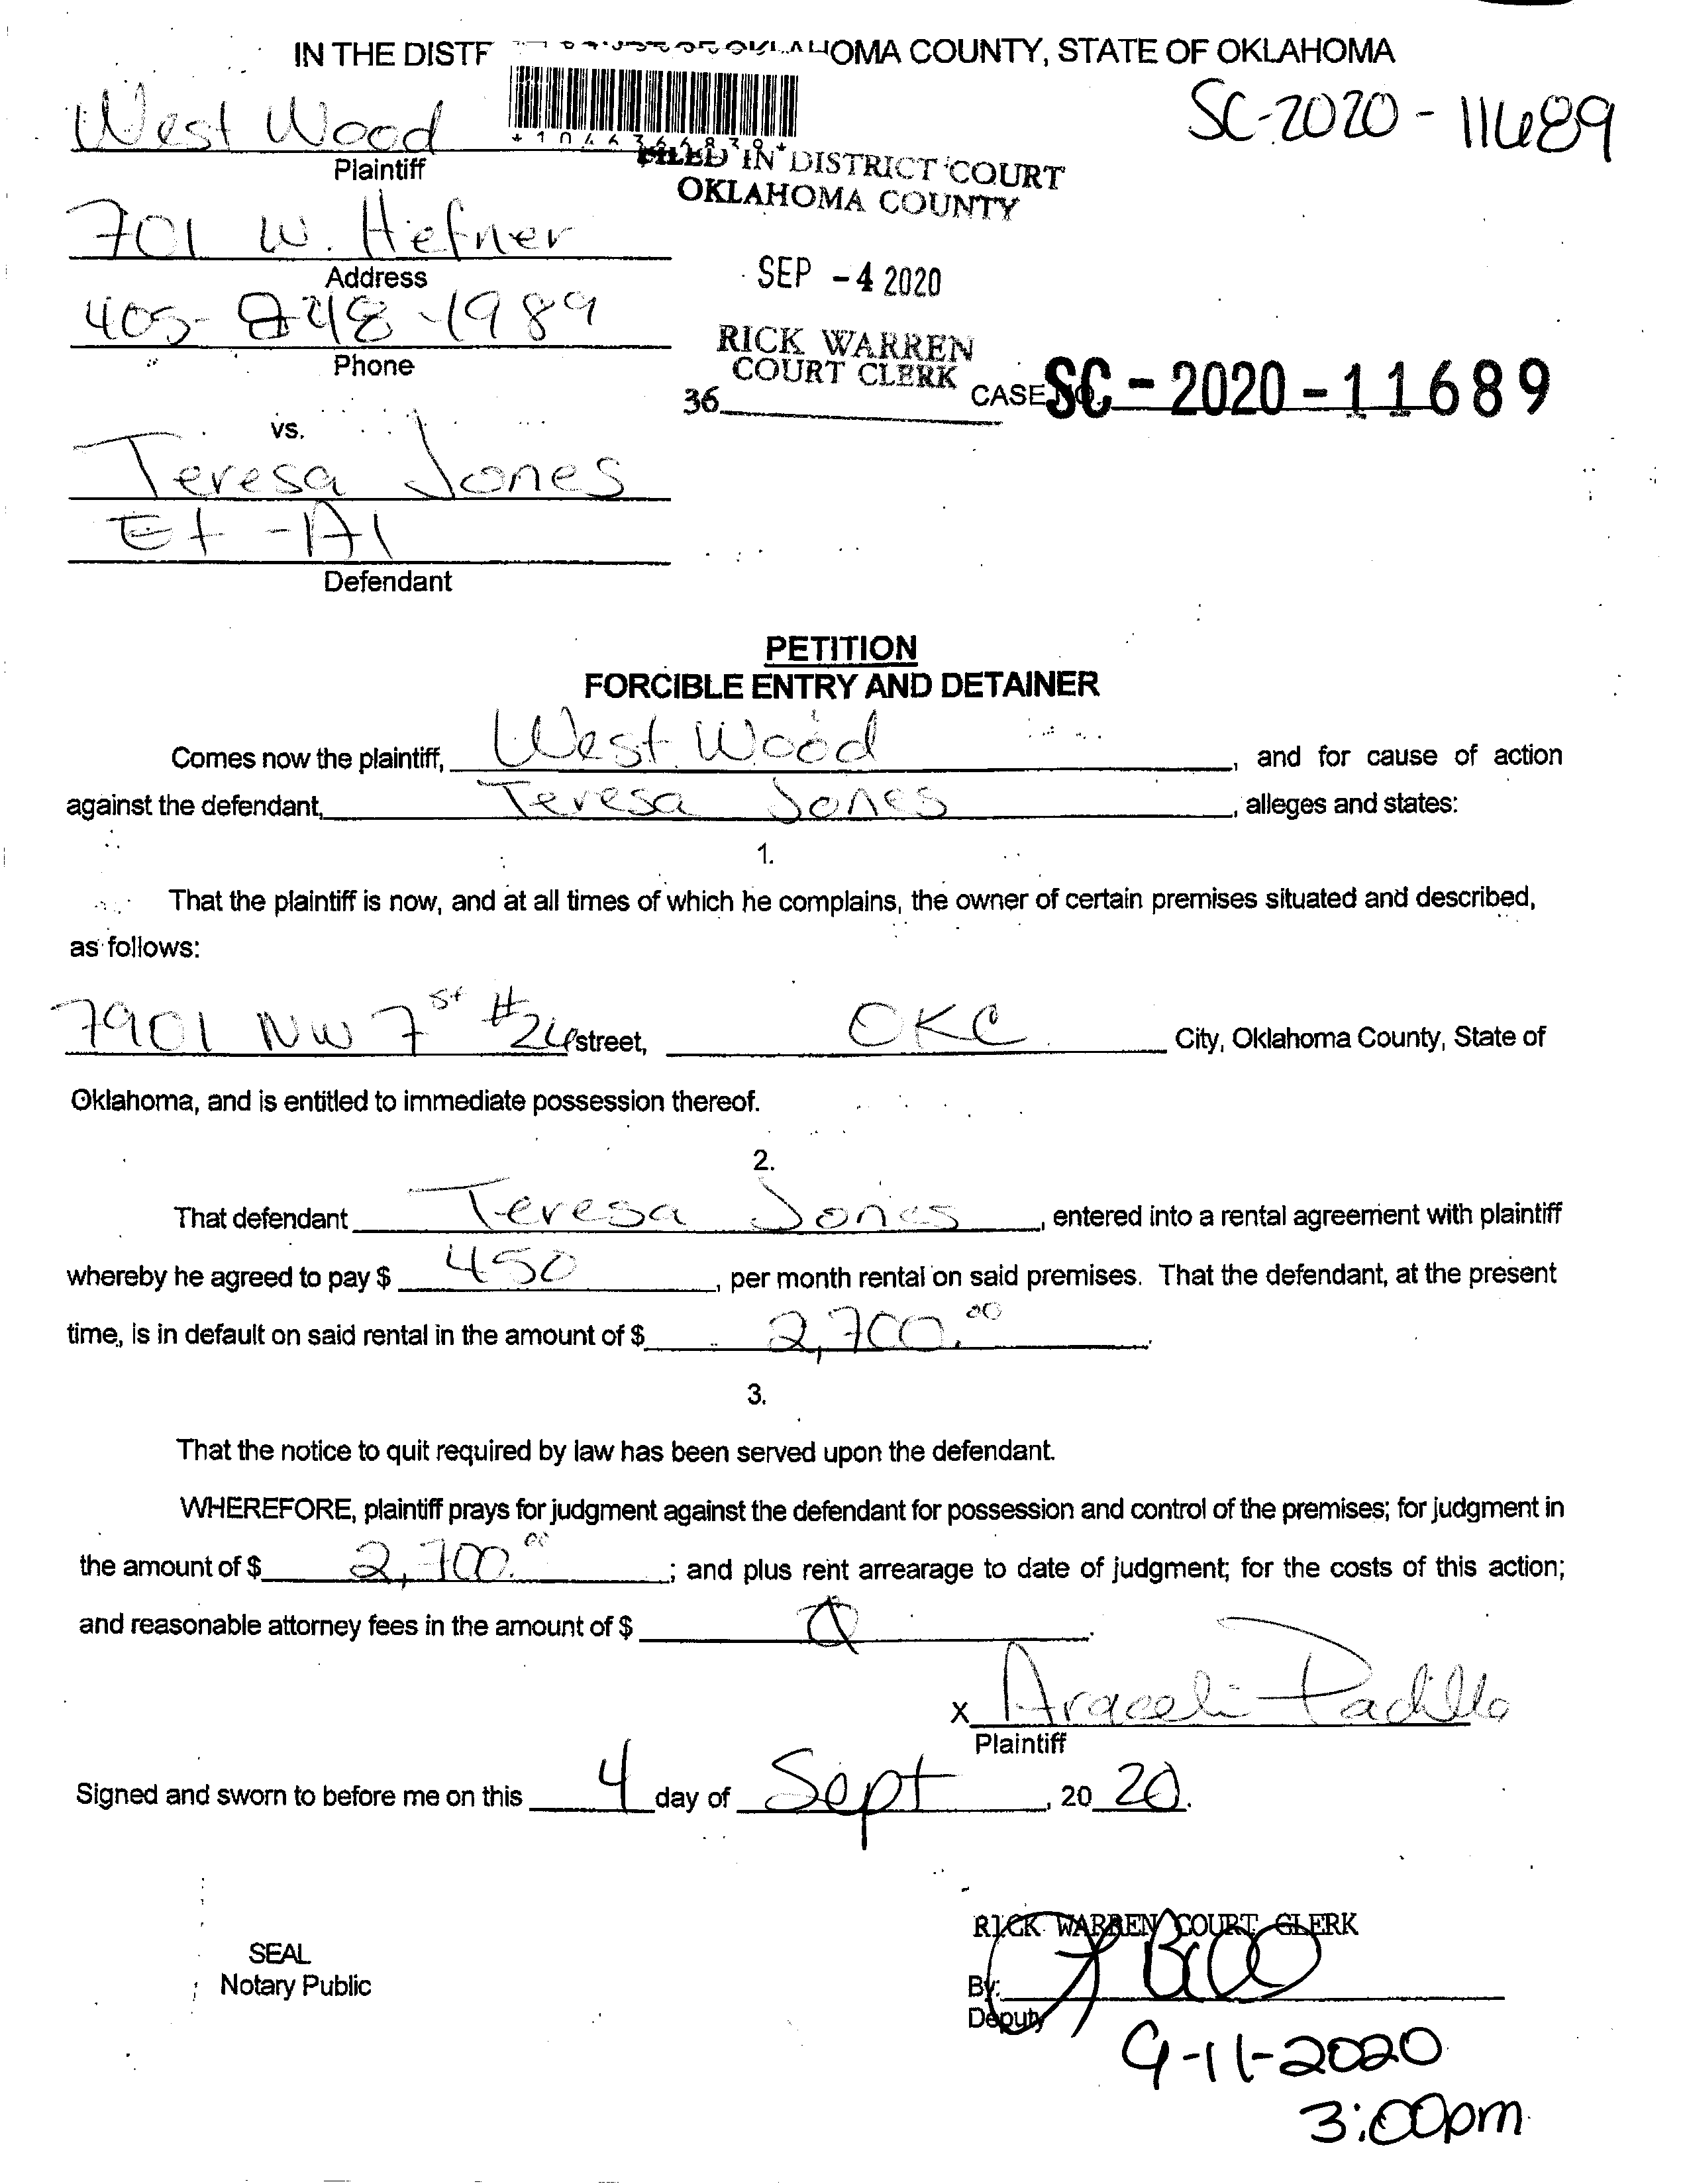 IN THE DISTR OKLAHOMA COUNTY, STATE OF OKLAHOMA
SC-2020-11689
West Wood
Plaintiff
FILED IN DISTRICT COURT
OKLAHOMA COUNTY
701 W. Hefner
Address
SEP -4 2020
405- -1989
Phone
RICK WARREN
COURT CLERK
36
CASE NO. SC-2020-11689
vs.
Teresa Jones
Et-Al
Defendant
PETITION
FORCIBLE ENTRY AND DETAINER
Comes now the plaintiff, West Wood, and for cause of action
against the defendant, Teresa Jones, alleges and states:
1.
That the plaintiff is now, and at all times of which he complains, the owner of certain premises situated and described,
as follows:
7901 NW 7st # street, OKC City, Oklahoma County, State of
Oklahoma, and is entitled to immediate possession thereof.
2.
That defendant Teresa Jones, entered into a rental agreement with plaintiff
whereby he agreed to pay $ 450, per month rental on said premises. That the defendant, at the present
time, is in default on said rental in the amount of $ 2,700.00.
3.
That the notice to quit required by law has been served upon the defendant.
WHEREFORE, plaintiff prays for judgment against the defendant for possession and control of the premises; for judgment in
the amount of $ 2,700.00; and plus rent arrearage to date of judgment; for the costs of this action;
and reasonable attorney fees in the amount of $
x Araceli Padilla
Plaintiff
Signed and sworn to before me on this 4 day of Sept, 20 20.
RICK WARREN COURT CLERK
SEAL
Notary Public
By:
Deputy
9-11-2020
3:00pm